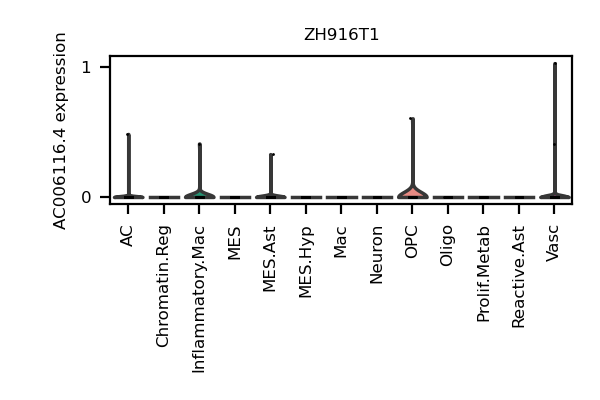 ZH916T1
AC006116.4 expression
1
0
AC
Chromatin.Reg
Inflammatory.Mac
MES
MES.Ast
MES.Hyp
Mac
Neuron
OPC
Oligo
Prolif.Metab
Reactive.Ast
Vasc